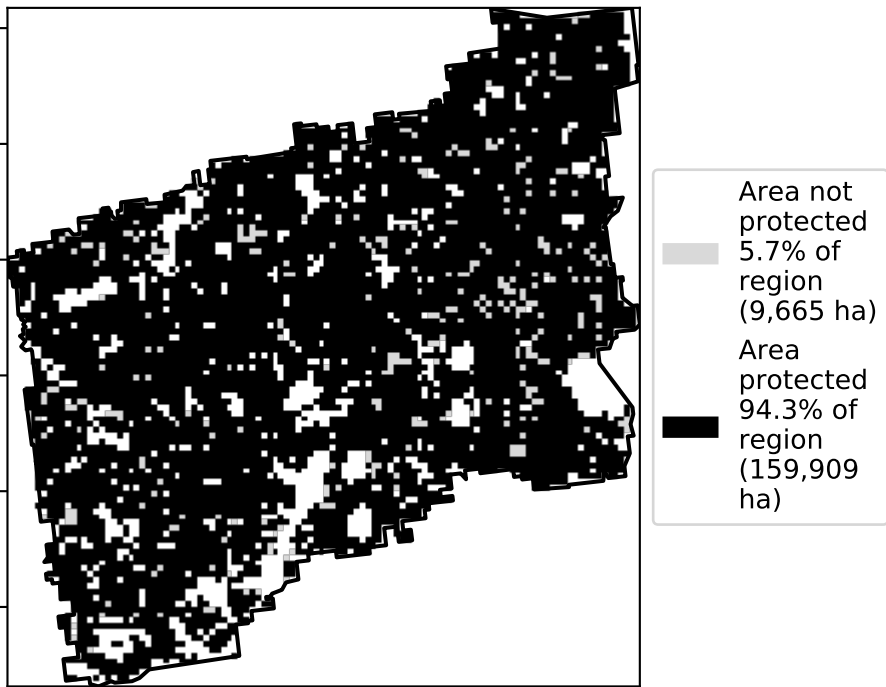 Area not
protected
5.7% of
region
(9,665 ha)
Area
protected
94.3% of
region
(159,909
ha)